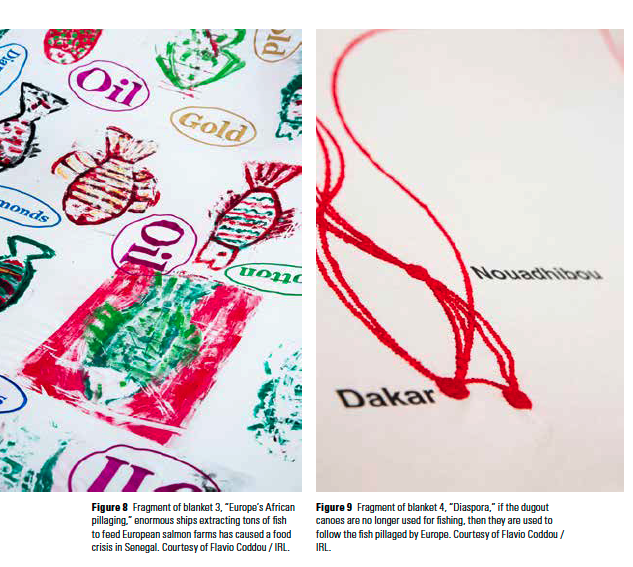 Oil
Gold
monds
Oil
otton
Nouadhibou
Dakar
Figure 8 Fragment of blanket 3, "Europe's African
pillaging," enormous ships extracting tons of fish
to feed European salmon farms has caused a food
crisis in Senegal. Courtesy of Flavio Coddou / IRL.
Figure 9 Fragment of blanket 4, "Diaspora," if the dugout
canoes are no longer used for fishing, then they are used to
follow the fish pillaged by Europe. Courtesy of Flavio Coddou /
IRL.